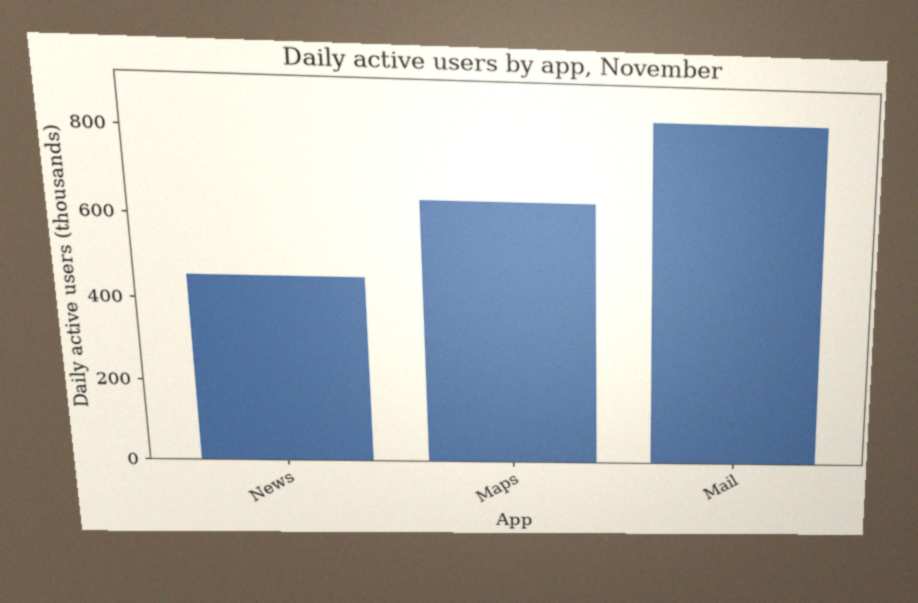 Daily active users by app, November
Daily active users (thousands)
800
600
400
200
0
News
Maps
Mail
App